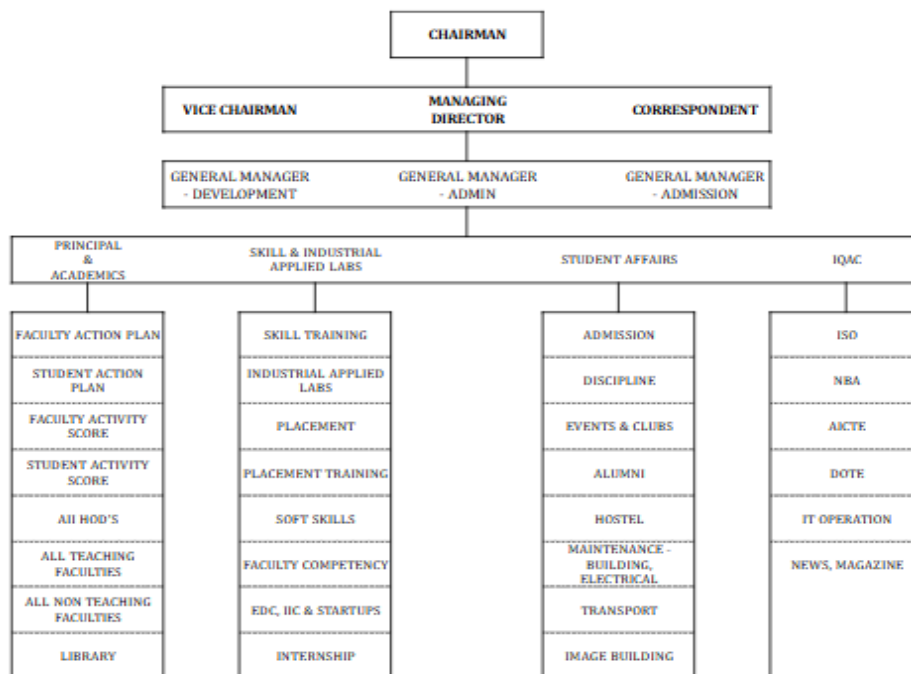 CHAIRMAN
VICE CHAIRMAN
MANAGING
DIRECTOR
CORRESPONDENT
GENERAL MANAGER
- DEVELOPMENT
GENERAL MANAGER
- ADMIN
GENERAL MANAGER
- ADMISSION
PRINCIPAL
&
ACADEMICS
SKILL & INDUSTRIAL
APPLIED LABS
STUDENT AFFAIRS
IQAC
FACULTY ACTION PLAN
STUDENT ACTION
PLAN
FACULTY ACTIVITY
SCORE
STUDENT ACTIVITY
SCORE
All HOD'S
ALL TEACHING
FACULTIES
ALL NON TEACHING
FACULTIES
LIBRARY
SKILL TRAINING
INDUSTRIAL APPLIED
LABS
PLACEMENT
PLACEMENT TRAINING
SOFT SKILLS
FACULTY COMPETENCY
EDC, IIC & STARTUPS
INTERNSHIP
ADMISSION
DISCIPLINE
EVENTS & CLUBS
ALUMNI
HOSTEL
MAINTENANCE -
BUILDING,
ELECTRICAL
TRANSPORT
IMAGE BUILDING
ISO
NBA
AICTE
DOTE
IT OPERATION
NEWS, MAGAZINE